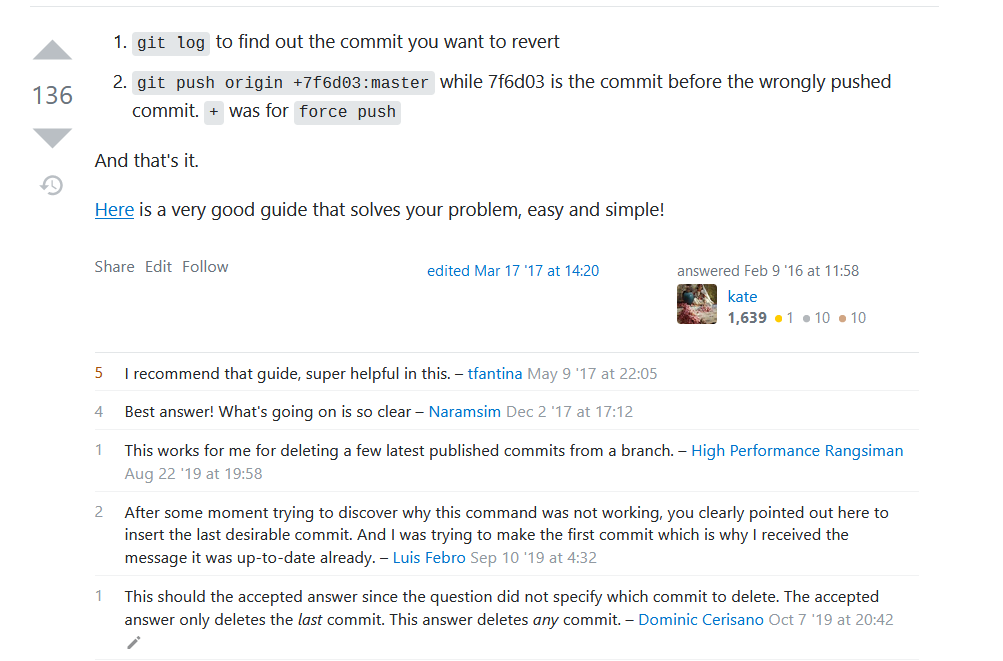 1. git log to find out the commit you want to revert
136
2. git push origin +7f6d03:master while 7f6d03 is the commit before the wrongly pushed
commit. + was for force push
And that's it.
Here is a very good guide that solves your problem, easy and simple!
Share Edit Follow
edited Mar 17 '17 at 14:20
answered Feb 9 '16 at 11:58
kate
1,639 1 10 10
5 I recommend that guide, super helpful in this. – tfantina May 9 '17 at 22:05
4 Best answer! What's going on is so clear – Naramsim Dec 2 '17 at 17:12
1 This works for me for deleting a few latest published commits from a branch. – High Performance Rangsiman
Aug 22 '19 at 19:58
2 After some moment trying to discover why this command was not working, you clearly pointed out here to
insert the last desirable commit. And I was trying to make the first commit which is why I received the
message it was up-to-date already. – Luis Febro Sep 10 '19 at 4:32
1 This should the accepted answer since the question did not specify which commit to delete. The accepted
answer only deletes the last commit. This answer deletes any commit. – Dominic Cerisano Oct 7 '19 at 20:42